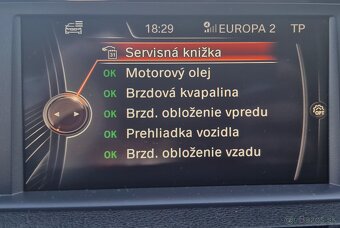 18:29 EUROPA 2 TP
Servisná knižka
OK Motorový olej
OK Brzdová kvapalina
OK Brzd. obloženie vpredu
OK Prehliadka vozidla
OK Brzd. obloženie vzadu